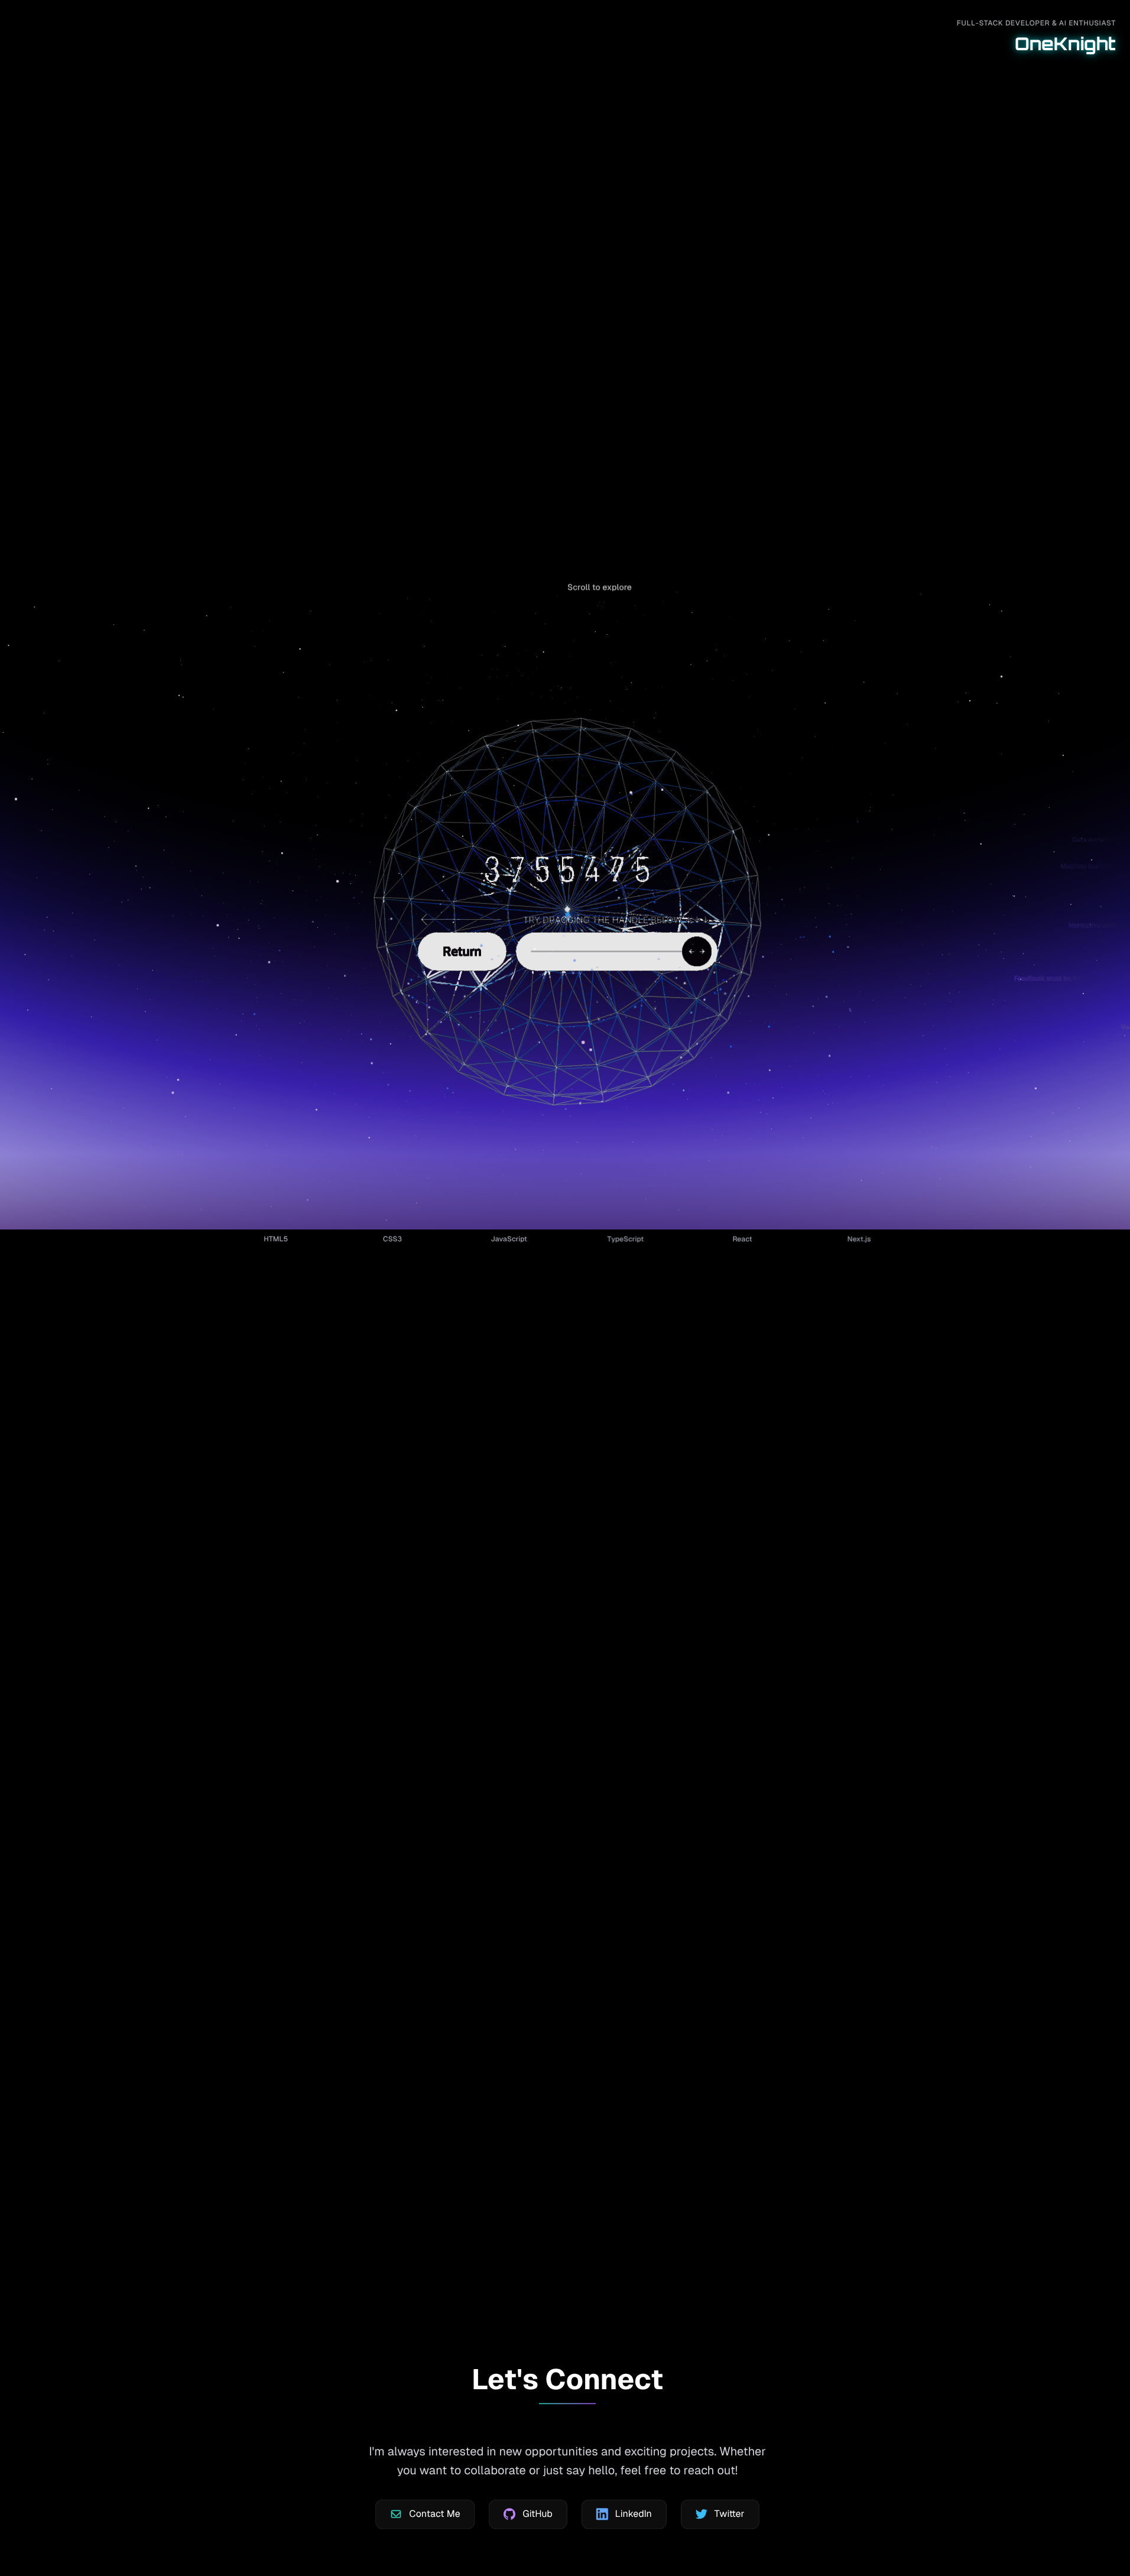 FULL-STACK DEVELOPER & AI ENTHUSIAST
OneKnight
Scroll to explore
3755475
TRY DRAGGING THE HANDLE BELOW
Return
HTML5
CSS3
JavaScript
TypeScript
React
Next.js
Let's Connect
I'm always interested in new opportunities and exciting projects. Whether
you want to collaborate or just say hello, feel free to reach out!
Contact Me
GitHub
LinkedIn
Twitter